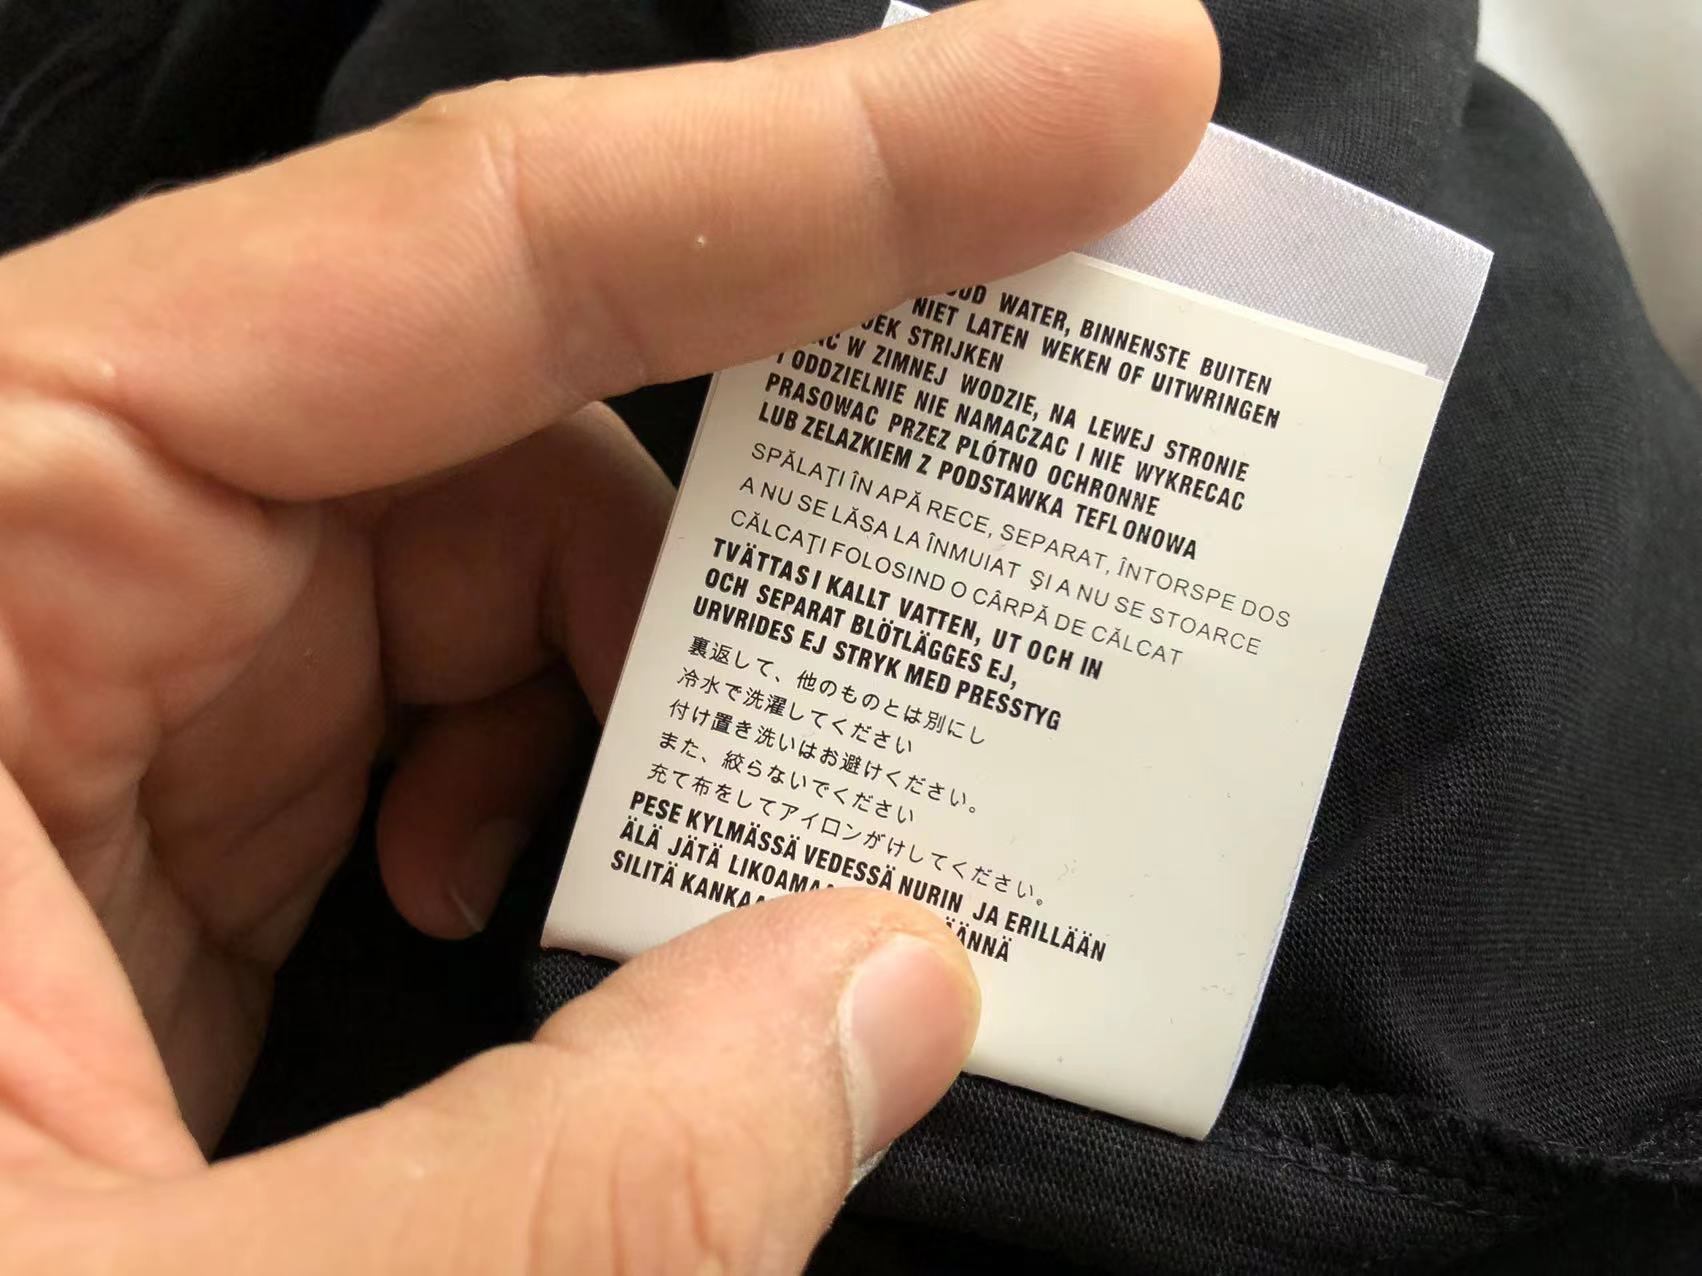 WATER, BINNENSTE BUITEN
NIET LATEN WEKEN OF UITWRINGEN
STRIJKEN
W ZIMNEJ WODZIE, NA LEWEJ STRONIE
I ODDZIELNIE NIE NAMACZAC I NIE WYKRECAC
PRASOWAC PRZEZ PLÓTNO OCHRONNE
LUB ZELAZKIEM Z PODSTAWKA TEFLONOWA
SPĂLAŢI ÎN APĂ RECE, SEPARAT, ÎNTORSPE DOS
A NU SE LĂSA LA ÎNMUIAT ŞI A NU SE STOARCE
CĂLCAŢI FOLOSIND O CÂRPĂ DE CĂLCAT
TVÄTTAS I KALLT VATTEN, UT OCH IN
OCH SEPARAT BLÖTLÄGGES EJ,
URVRIDES EJ STRYK MED PRESSTYG
裏返して、他のものとは別にし
冷水で洗濯してください
付け置き洗いはお避けください。
また、絞らないでください
充て布をしてアイロンがけしてください。
PESE KYLMÄSSÄ VEDESSÄ NURIN JA ERILLÄÄN
ÄLÄ JÄTÄ
SILITÄ